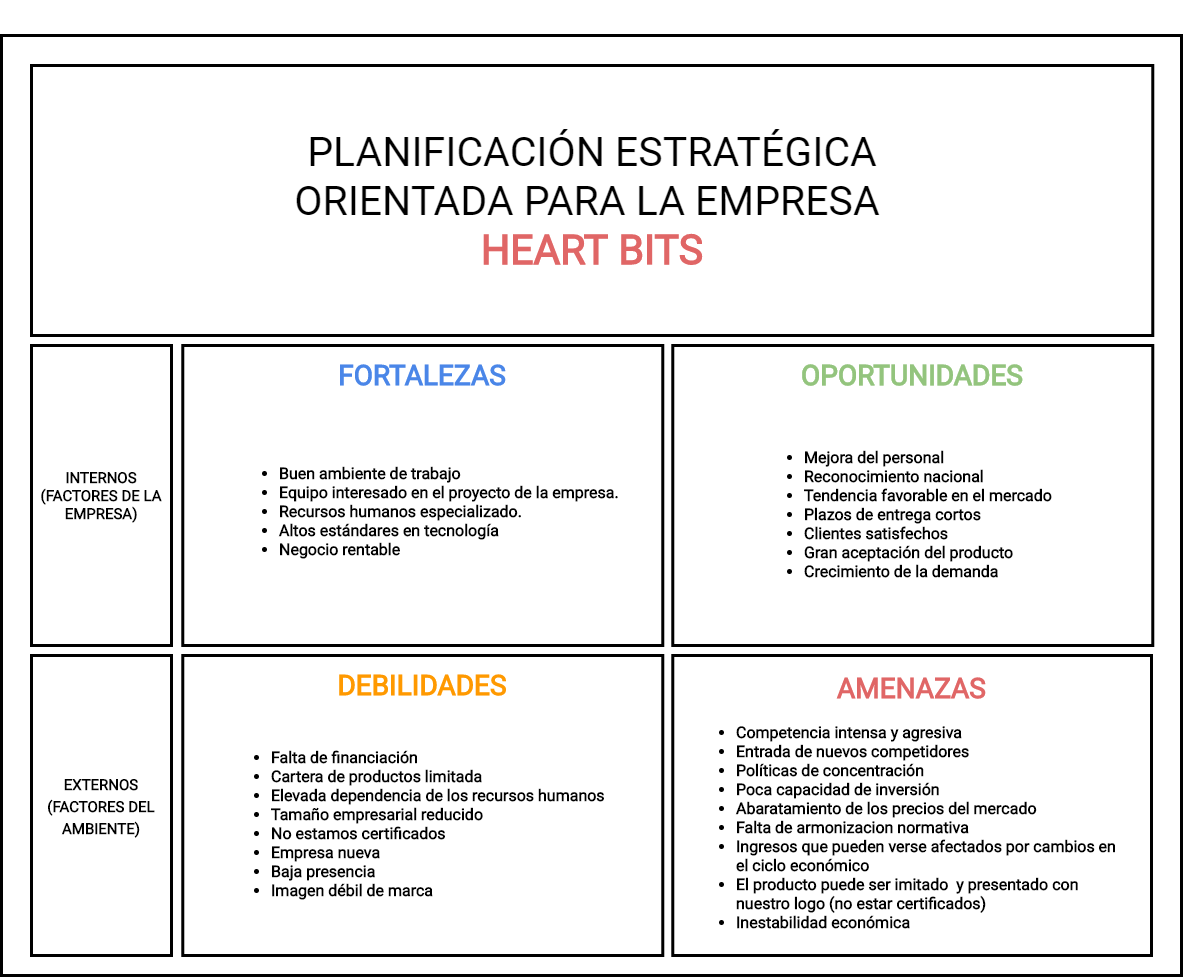 PLANIFICACIÓN ESTRATÉGICA
ORIENTADA PARA LA EMPRESA
HEART BITS
INTERNOS
(FACTORES DE LA
EMPRESA)
FORTALEZAS
• Buen ambiente de trabajo
• Equipo interesado en el proyecto de la empresa.
• Recursos humanos especializado.
• Altos estándares en tecnología
• Negocio rentable
OPORTUNIDADES
• Mejora del personal
• Reconocimiento nacional
• Tendencia favorable en el mercado
• Plazos de entrega cortos
• Clientes satisfechos
• Gran aceptación del producto
• Crecimiento de la demanda
EXTERNOS
(FACTORES DEL
AMBIENTE)
DEBILIDADES
• Falta de financiación
• Cartera de productos limitada
• Elevada dependencia de los recursos humanos
• Tamaño empresarial reducido
• No estamos certificados
• Empresa nueva
• Baja presencia
• Imagen débil de marca
AMENAZAS
• Competencia intensa y agresiva
• Entrada de nuevos competidores
• Políticas de concentración
• Poca capacidad de inversión
• Abaratamiento de los precios del mercado
• Falta de armonizacion normativa
• Ingresos que pueden verse afectados por cambios en
el ciclo económico
• El producto puede ser imitado y presentado con
nuestro logo (no estar certificados)
• Inestabilidad económica